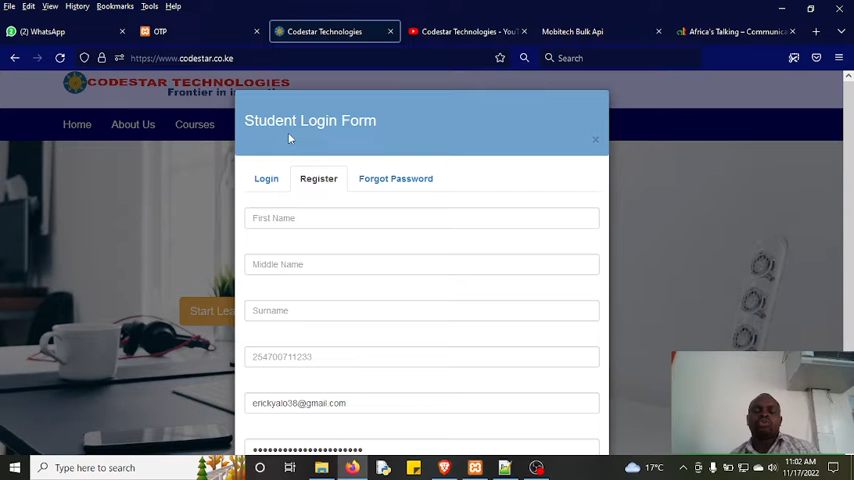 File Edit View History Bookmarks Tools Help
(2) WhatsApp
OTP
Codestar Technologies
Codestar Technologies - YouT
Mobitech Bulk Api
Africa's Talking – Communica
https://www.codestar.co.ke
Search
CODESTAR TECHNOLOGIES
Frontier in
Home About Us Courses
Student Login Form
×
Login Register Forgot Password
First Name
Middle Name
Surname
Start Lea
254700711233
erickyalo38@gmail.com
Type here to search
17°C
11:02 AM
11/17/2022